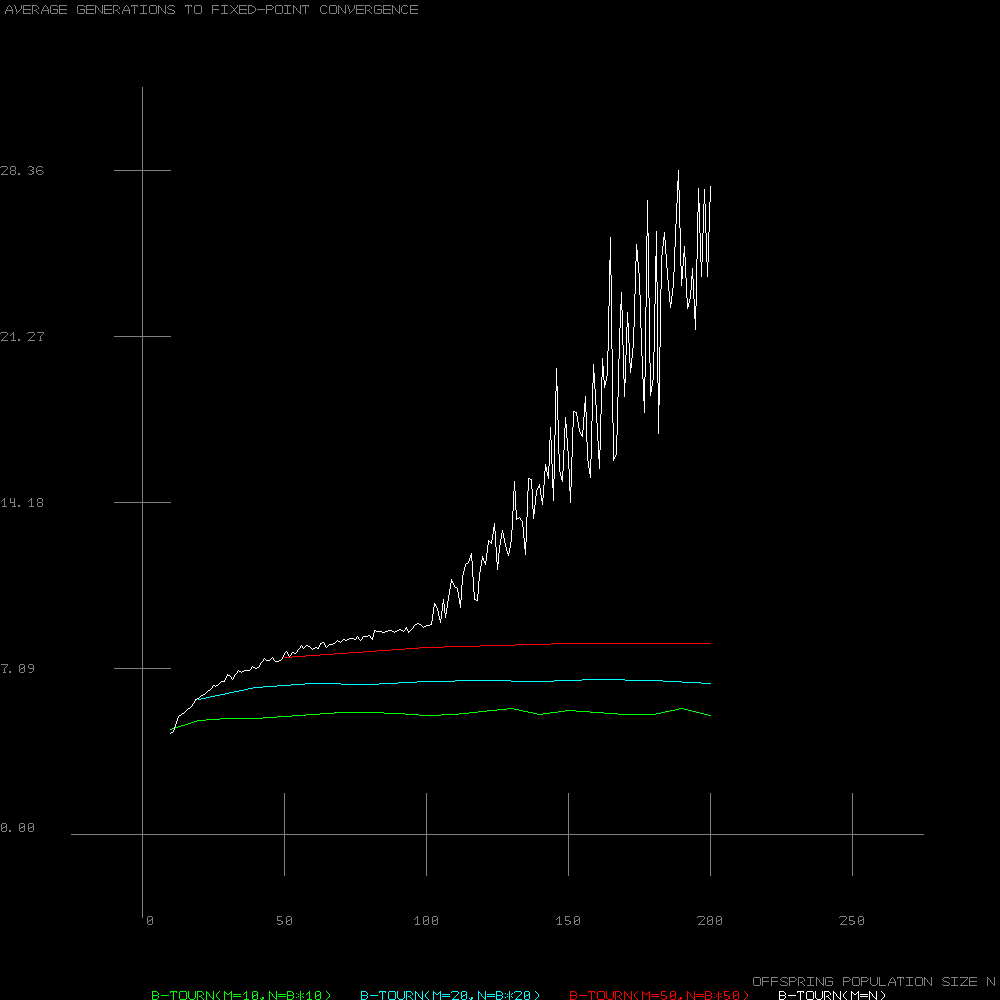 AVERAGE GENERATIONS TO FIXED-POINT CONVERGENCE
28.36
21.27
14.18
7.09
0.00
0 50 100 150 200 250
OFFSPRING POPULATION SIZE N
B-TOURN(M=10,N=B*10) B-TOURN(M=20,N=B*20) B-TOURN(M=50,N=B*50) B-TOURN(M=N)